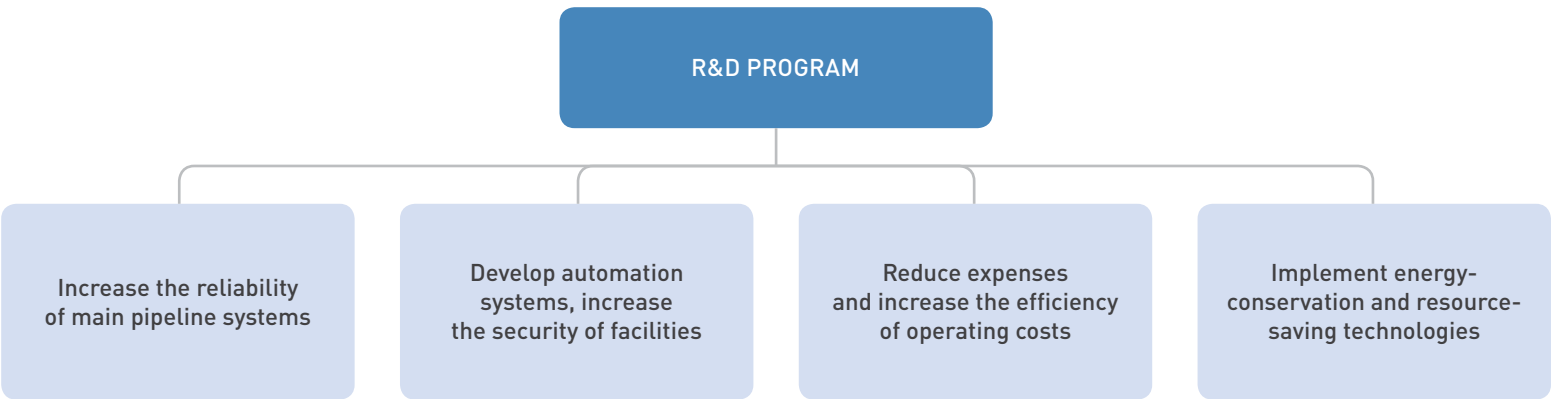 R&D PROGRAM
Increase the reliability
of main pipeline systems
Develop automation
systems, increase
the security of facilities
Reduce expenses
and increase the efficiency
of operating costs
Implement energy-
conservation and resource-
saving technologies